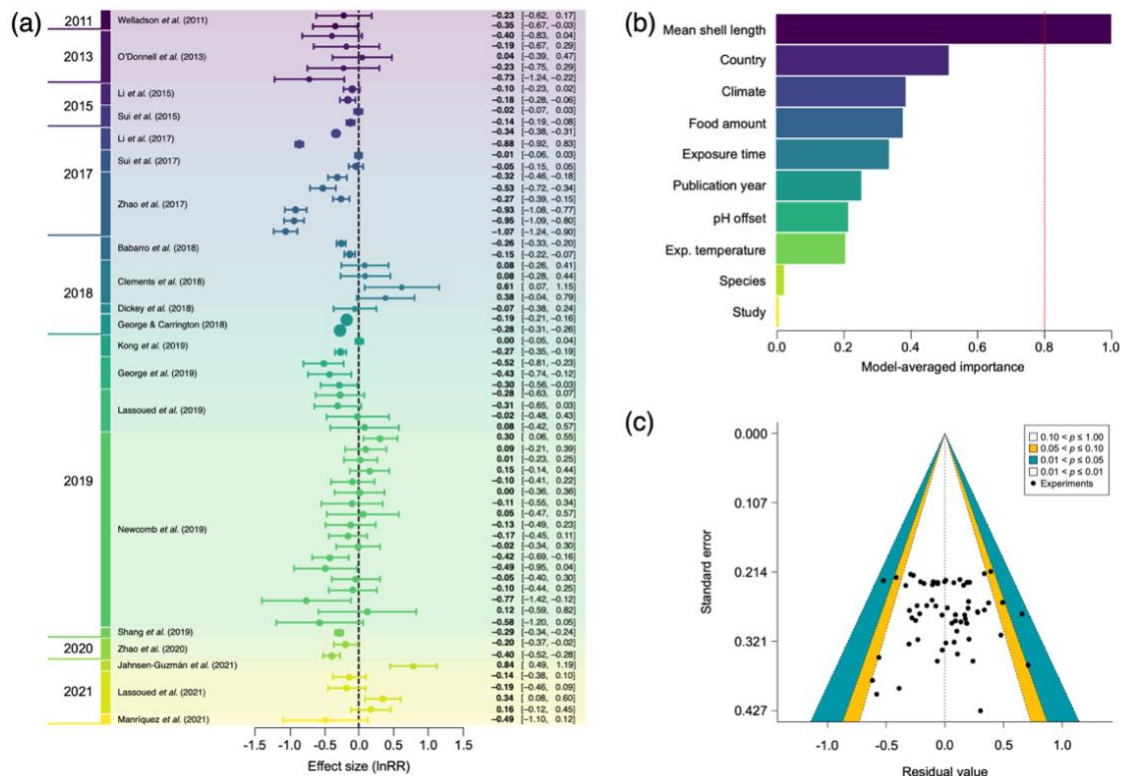 (a)
2011
2013
2015
2017
2018
2019
2020
2021
Welladson et al. (2011)
O'Donnell et al. (2013)
Li et al. (2015)
Sui et al. (2015)
Li et al. (2017)
Sui et al. (2017)
Zhao et al. (2017)
Babarro et al. (2018)
Clements et al. (2018)
Dickey et al. (2018)
George & Carrington (2018)
Kong et al. (2019)
George et al. (2019)
Lassoued et al. (2019)
Newcomb et al. (2019)
Shang et al. (2019)
Zhao et al. (2020)
Jahnsen-Guzmán et al. (2021)
Lassoued et al. (2021)
Manríquez et al. (2021)
−0.23 [−0.62, 0.17]
−0.35 [−0.67, −0.03]
−0.40 [−0.83, 0.04]
−0.19 [−0.67, 0.29]
0.04 [−0.39, 0.47]
−0.23 [−0.75, 0.29]
−0.73 [−1.24, −0.22]
−0.10 [−0.23, 0.02]
−0.18 [−0.28, −0.06]
−0.02 [−0.07, 0.03]
−0.14 [−0.19, −0.08]
−0.34 [−0.38, −0.31]
−0.88 [−0.92, −0.83]
−0.01 [−0.06, 0.03]
−0.05 [−0.15, 0.05]
−0.32 [−0.46, −0.18]
−0.53 [−0.72, −0.34]
−0.27 [−0.39, −0.15]
−0.93 [−1.08, −0.77]
−0.95 [−1.09, −0.80]
−1.07 [−1.24, −0.90]
−0.26 [−0.33, −0.20]
−0.15 [−0.22, −0.07]
0.08 [−0.26, 0.41]
0.08 [−0.28, 0.44]
0.61 [ 0.07, 1.15]
0.38 [−0.04, 0.79]
−0.07 [−0.38, 0.24]
−0.19 [−0.21, −0.16]
−0.28 [−0.31, −0.26]
0.00 [−0.05, 0.04]
−0.27 [−0.35, −0.19]
−0.52 [−0.81, −0.23]
−0.43 [−0.74, −0.12]
−0.30 [−0.56, −0.03]
−0.28 [−0.63, 0.07]
−0.31 [−0.65, 0.03]
−0.02 [−0.48, 0.43]
0.08 [−0.42, 0.57]
0.30 [ 0.06, 0.55]
0.09 [−0.21, 0.39]
0.01 [−0.23, 0.25]
0.15 [−0.14, 0.44]
−0.10 [−0.41, 0.22]
0.00 [−0.36, 0.36]
−0.11 [−0.55, 0.34]
0.05 [−0.47, 0.57]
−0.13 [−0.49, 0.23]
−0.17 [−0.45, 0.11]
−0.02 [−0.34, 0.30]
−0.42 [−0.69, −0.16]
−0.49 [−0.95, 0.04]
−0.05 [−0.40, 0.30]
−0.10 [−0.44, 0.25]
−0.77 [−1.42, −0.12]
0.12 [−0.59, 0.82]
−0.58 [−1.20, 0.05]
−0.29 [−0.34, −0.24]
−0.20 [−0.37, −0.02]
−0.40 [−0.52, −0.28]
0.84 [ 0.49, 1.19]
−0.14 [−0.38, 0.10]
−0.19 [−0.46, 0.09]
0.34 [ 0.08, 0.60]
0.16 [−0.12, 0.45]
−0.49 [−1.10, 0.12]
-1.5 -1.0 -0.5 0 0.5 1.0 1.5
Effect size (lnRR)
(b)
Mean shell length
Country
Climate
Food amount
Exposure time
Publication year
pH offset
Exp. temperature
Species
Study
0.0 0.2 0.4 0.6 0.8 1.0
Model-averaged importance
(c)
0.10 < p ≤ 1.00
0.05 < p ≤ 0.10
0.01 < p ≤ 0.05
0.01 < p ≤ 0.01
Experiments
Standard error
0.000
0.107
0.214
0.321
0.427
-1.0 -0.5 0.0 0.5 1.0
Residual value